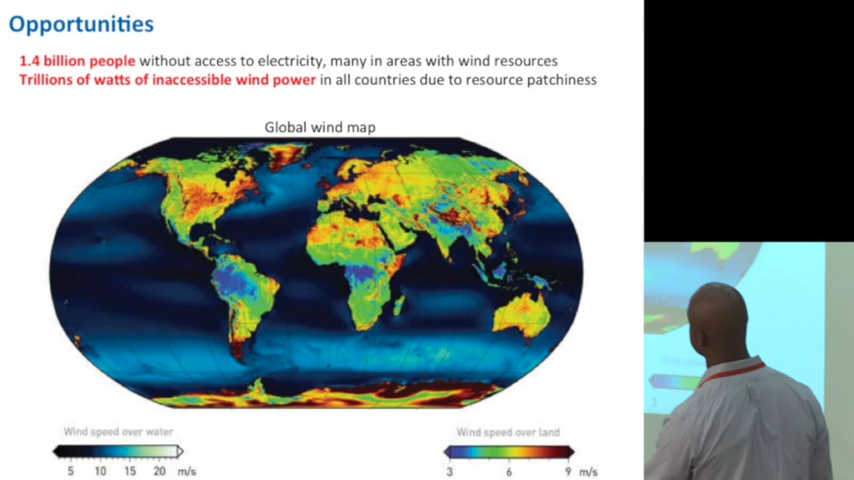 Opportunities
1.4 billion people without access to electricity, many in areas with wind resources
Trillions of watts of inaccessible wind power in all countries due to resource patchiness
Global wind map
Wind speed over water
5 10 15 20 m/s
Wind speed over land
3 6 9 m/s